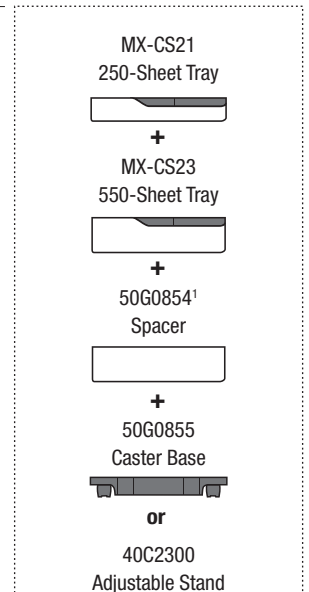 MX-CS21
250-Sheet Tray
+
MX-CS23
550-Sheet Tray
+
50G0854¹
Spacer
+
50G0855
Caster Base
or
40C2300
Adjustable Stand